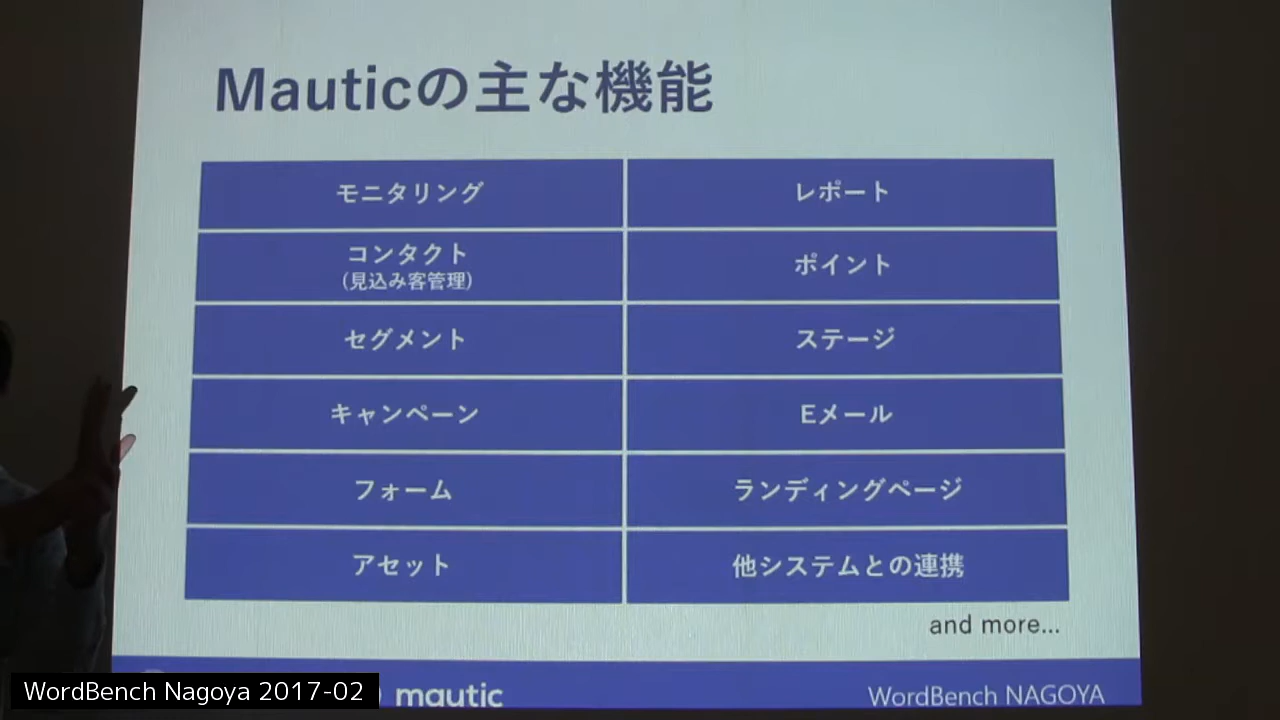 Mauticの主な機能
モニタリング
レポート
コンタクト
(見込み客管理)
ポイント
セグメント
ステージ
キャンペーン
Eメール
フォーム
ランディングページ
アセット
他システムとの連携
and more...
WordBench Nagoya 2017-02
mautic
WordBench NAGOYA